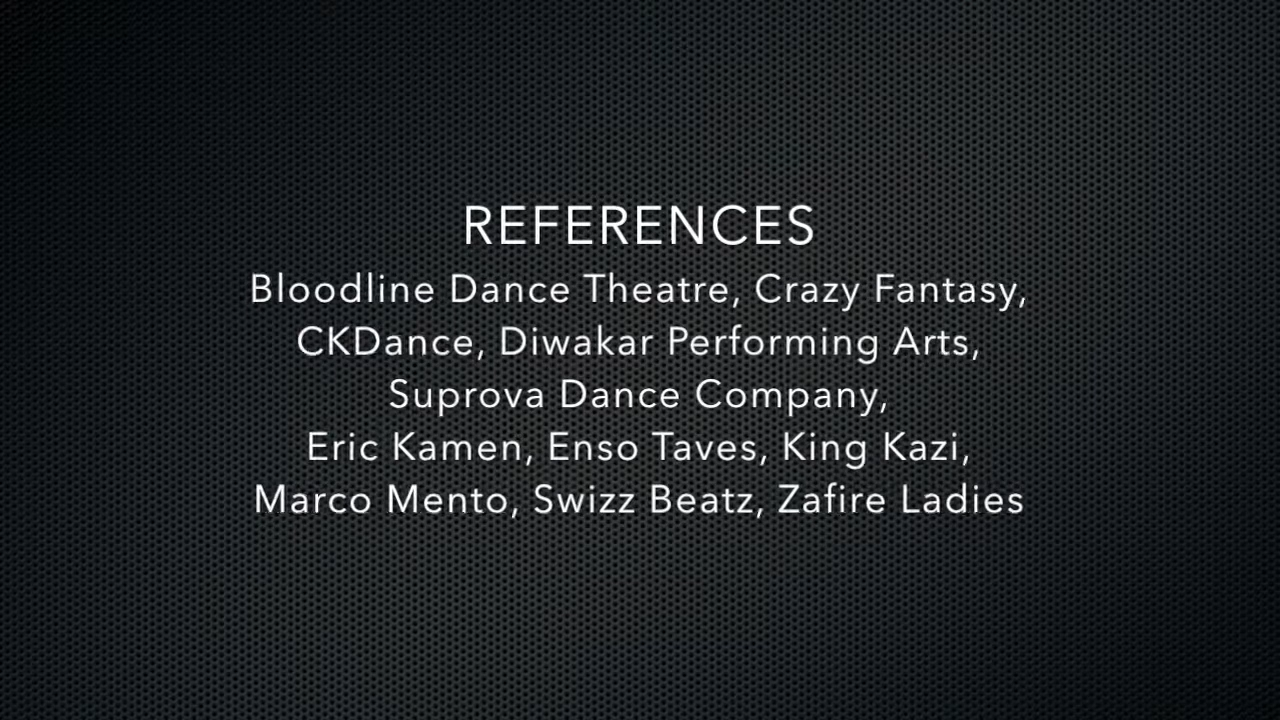 REFERENCES
Bloodline Dance Theatre, Crazy Fantasy,
CKDance, Diwakar Performing Arts,
Suprova Dance Company,
Eric Kamen, Enso Taves, King Kazi,
Marco Mento, Swizz Beatz, Zafire Ladies